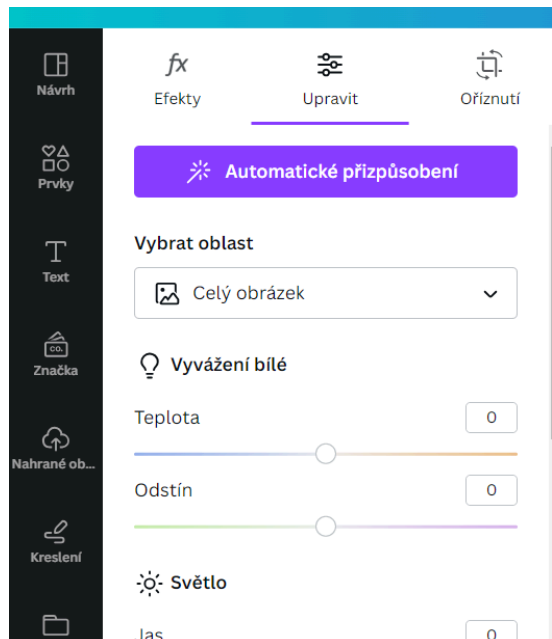 Návrh
Prvky
Text
co.
Značka
Nahrané ob...
Kreslení
fx
Efekty
Upravit
Oříznutí
Automatické přizpůsobení
Vybrat oblast
Celý obrázek
Vyvážení bílé
Teplota
0
Odstín
0
Světlo
Jas
0